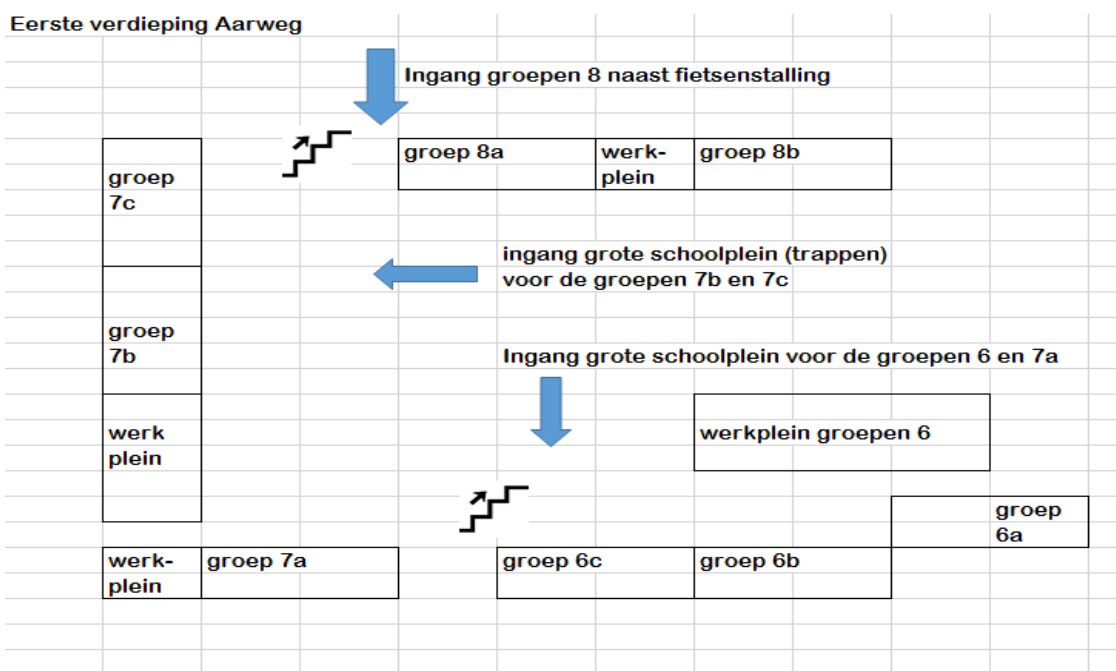 Eerste verdieping Aarweg
Ingang groepen 8 naast fietsenstalling
groep 8a
werk-
plein
groep 8b
groep
7c
ingang grote schoolplein (trappen)
voor de groepen 7b en 7c
groep
7b
Ingang grote schoolplein voor de groepen 6 en 7a
werk
plein
werkplein groepen 6
groep
6a
werk-
plein
groep 7a
groep 6c
groep 6b